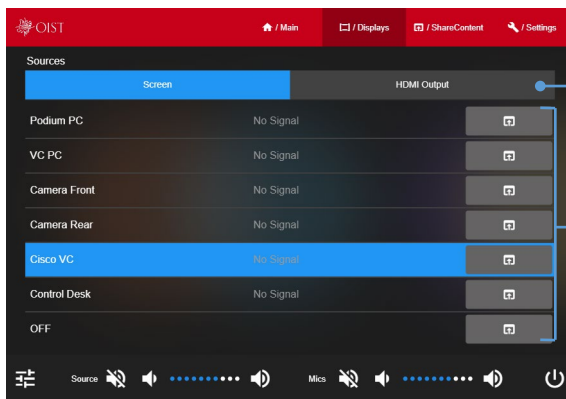 OIST
/ Main
/ Displays
/ ShareContent
/ Settings
Sources
Screen
HDMI Output
Podium PC No Signal
VC PC No Signal
Camera Front No Signal
Camera Rear No Signal
Cisco VC No Signal
Control Desk No Signal
OFF
Source
Mics